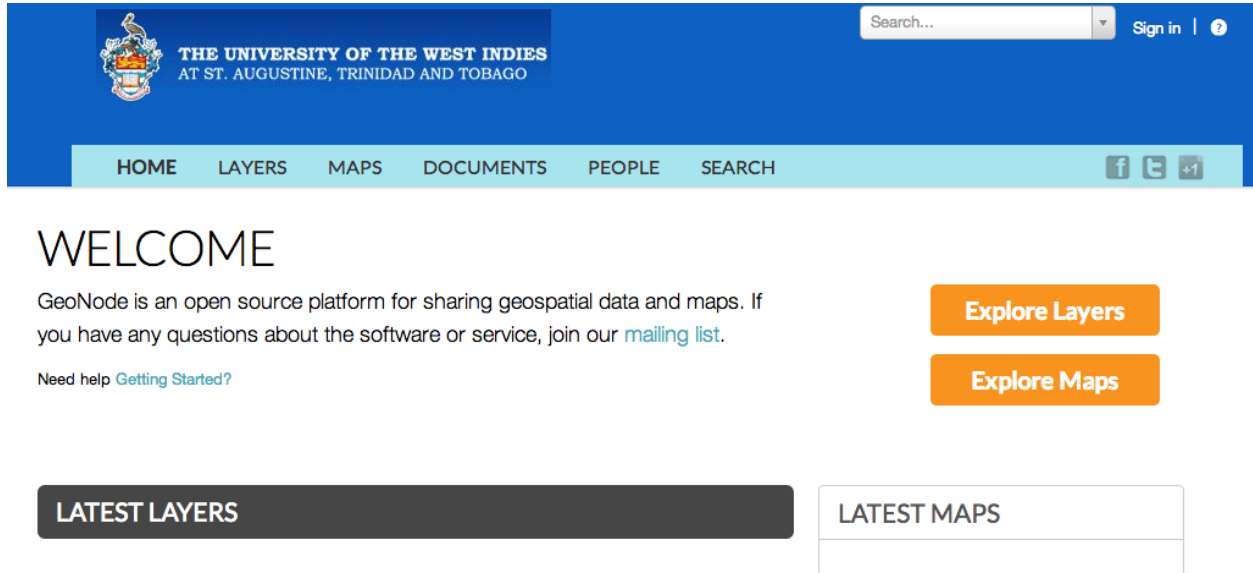 THE UNIVERSITY OF THE WEST INDIES
AT ST. AUGUSTINE, TRINIDAD AND TOBAGO
Search...
Sign in | ?
HOME LAYERS MAPS DOCUMENTS PEOPLE SEARCH
f t +1
WELCOME
GeoNode is an open source platform for sharing geospatial data and maps. If
you have any questions about the software or service, join our mailing list.
Need help Getting Started?
Explore Layers
Explore Maps
LATEST LAYERS
LATEST MAPS